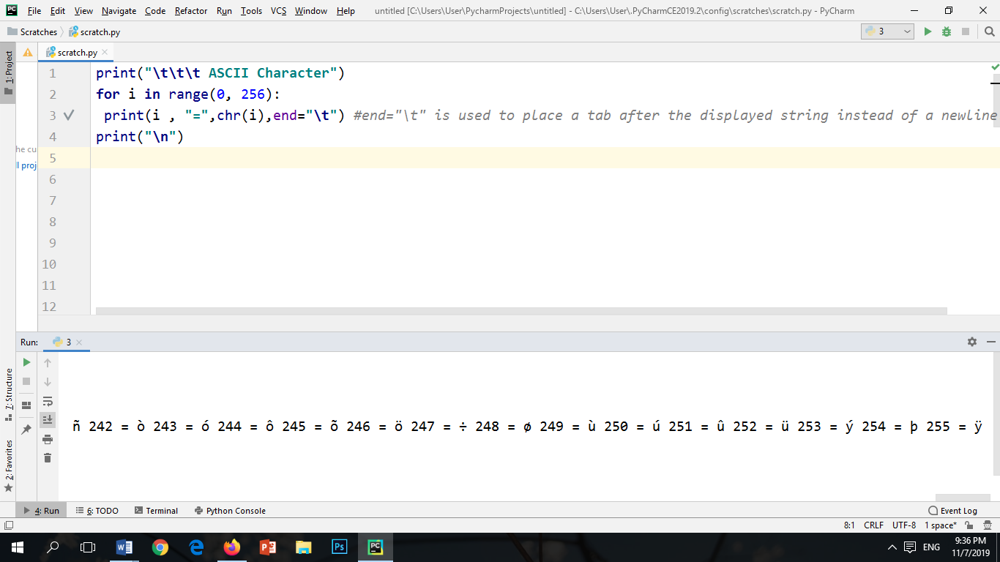 File Edit View Navigate Code Refactor Run Tools VCS Window Help untitled [C:\Users\User\PycharmProjects\untitled] - C:\Users\User\.PyCharmCE2019.2\config\scratches\scratch.py - PyCharm
Scratches scratch.py 3
1: Project
scratch.py
1 print("\t\t\t ASCII Character")
2 for i in range(0, 256):
3 print(i , "=",chr(i),end="\t") #end="\t" is used to place a tab after the displayed string instead of a newline
4 print("\n")
he cu
5
ll proj
6
7
8
9
10
11
12
Run: 3
7: Structure
2: Favorites
ñ 242 = ò 243 = ó 244 = ô 245 = õ 246 = ö 247 = ÷ 248 = ø 249 = ù 250 = ú 251 = û 252 = ü 253 = ý 254 = þ 255 = ÿ
4: Run 6: TODO Terminal Python Console Event Log
8:1 CRLF UTF-8 1 space*
ENG 9:36 PM
11/7/2019